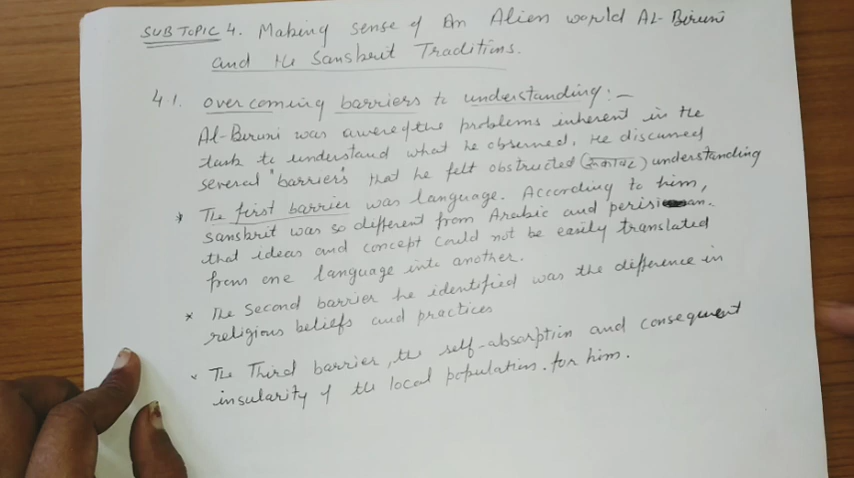 SUB TOPIC 4. Making sense of An Alien world Al-Biruni
and the Sanskrit Traditions.
4 1. overcoming barriers to understanding:-
Al-Biruni was aware of the problems inherent in the
task to understand what he observed. He discussed
several "barriers" that he felt obstructed (रूकावट) understanding
* The first barrier was language. According to him,
sanskrit was so different from Arabic and perisian.
that ideas and concept could not be easily translated
from one language into another.
* The Second barrier he identified was the difference in
religious beliefs and practices
* The Third barrier, the self-absorption and consequent
insularity of the local population. for him.